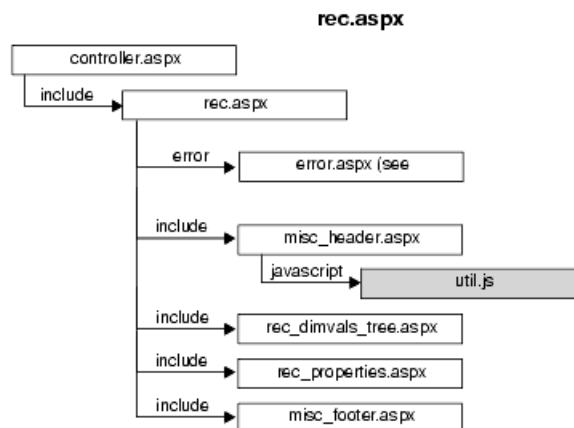 rec.aspx
controller.aspx
include
rec.aspx
error
error.aspx (see
include
misc_header.aspx
javascript
util.js
include
rec_dimvals_tree.aspx
include
rec_properties.aspx
include
misc_footer.aspx